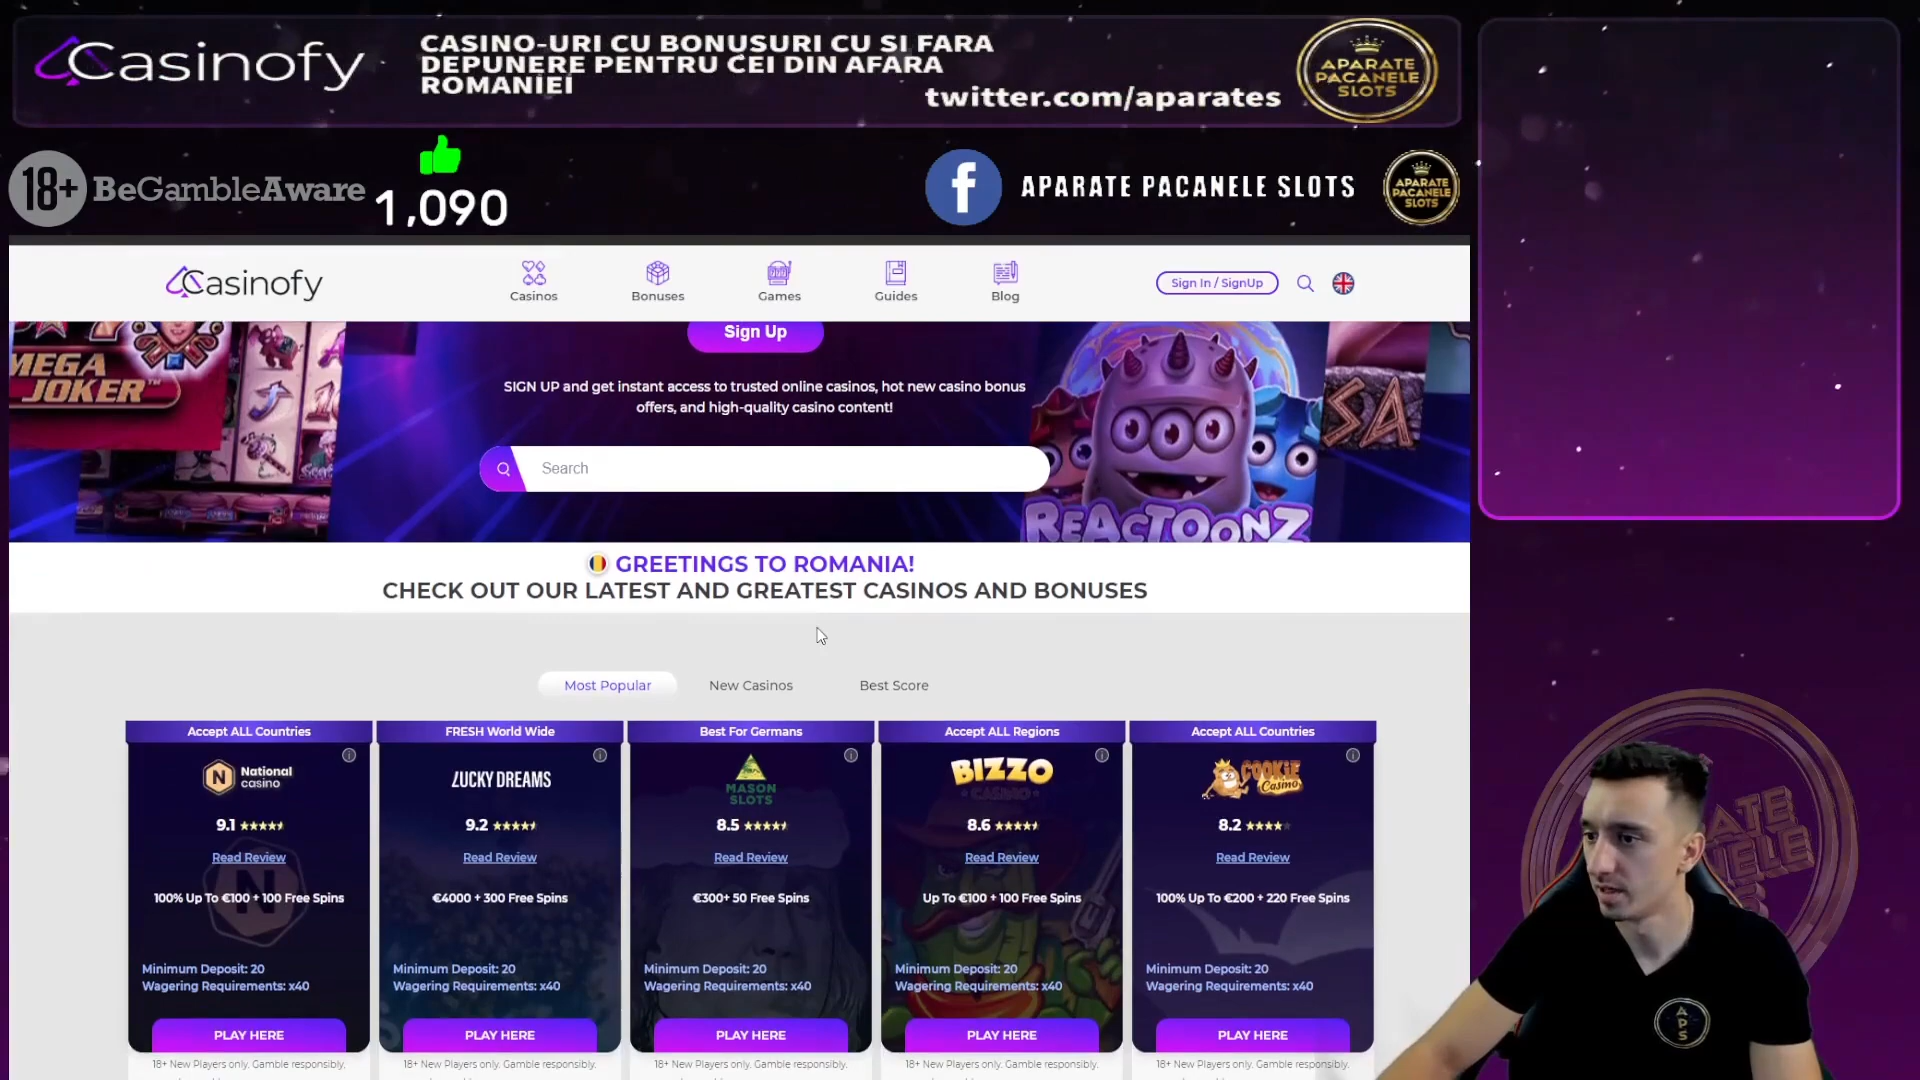 Casinofy
CASINO-URI CU BONUSURI CU SI FARA
DEPUNERE PENTRU CEI DIN AFARA
ROMANIEI
twitter.com/aparates
APARATE
PACANELE
SLOTS
18+ BeGambleAware
1,090
f
APARATE PACANELE SLOTS
APARATE
PACANELE
SLOTS
Casinofy
Casinos
Bonuses
Games
Guides
Blog
Sign In / SignUp
MEGA
JOKER™
Sign Up
SIGN UP and get instant access to trusted online casinos, hot new casino bonus
offers, and high-quality casino content!
Search
REACTOONZ
GREETINGS TO ROMANIA!
CHECK OUT OUR LATEST AND GREATEST CASINOS AND BONUSES
Most Popular
New Casinos
Best Score
Accept ALL Countries
N National
casino
9.1
Read Review
100% Up To €100 + 100 Free Spins
Minimum Deposit: 20
Wagering Requirements: x40
PLAY HERE
18+ New Players only. Gamble responsibly.
FRESH World Wide
LUCKY DREAMS
9.2
Read Review
€4000 + 300 Free Spins
Minimum Deposit: 20
Wagering Requirements: x40
PLAY HERE
18+ New Players only. Gamble responsibly.
Best For Germans
MASON
SLOTS
8.5
Read Review
€300+ 50 Free Spins
Minimum Deposit: 20
Wagering Requirements: x40
PLAY HERE
18+ New Players only. Gamble responsibly.
Accept ALL Regions
BIZZO
CASINO
8.6
Read Review
Up To €100 + 100 Free Spins
Minimum Deposit: 20
Wagering Requirements: x40
PLAY HERE
18+ New Players only. Gamble responsibly.
Accept ALL Countries
COOKIE
Casino
8.2
Read Review
100% Up To €200 + 220 Free Spins
Minimum Deposit: 20
Wagering Requirements: x40
PLAY HERE
18+ New Players only. Gamble responsibly.
APS